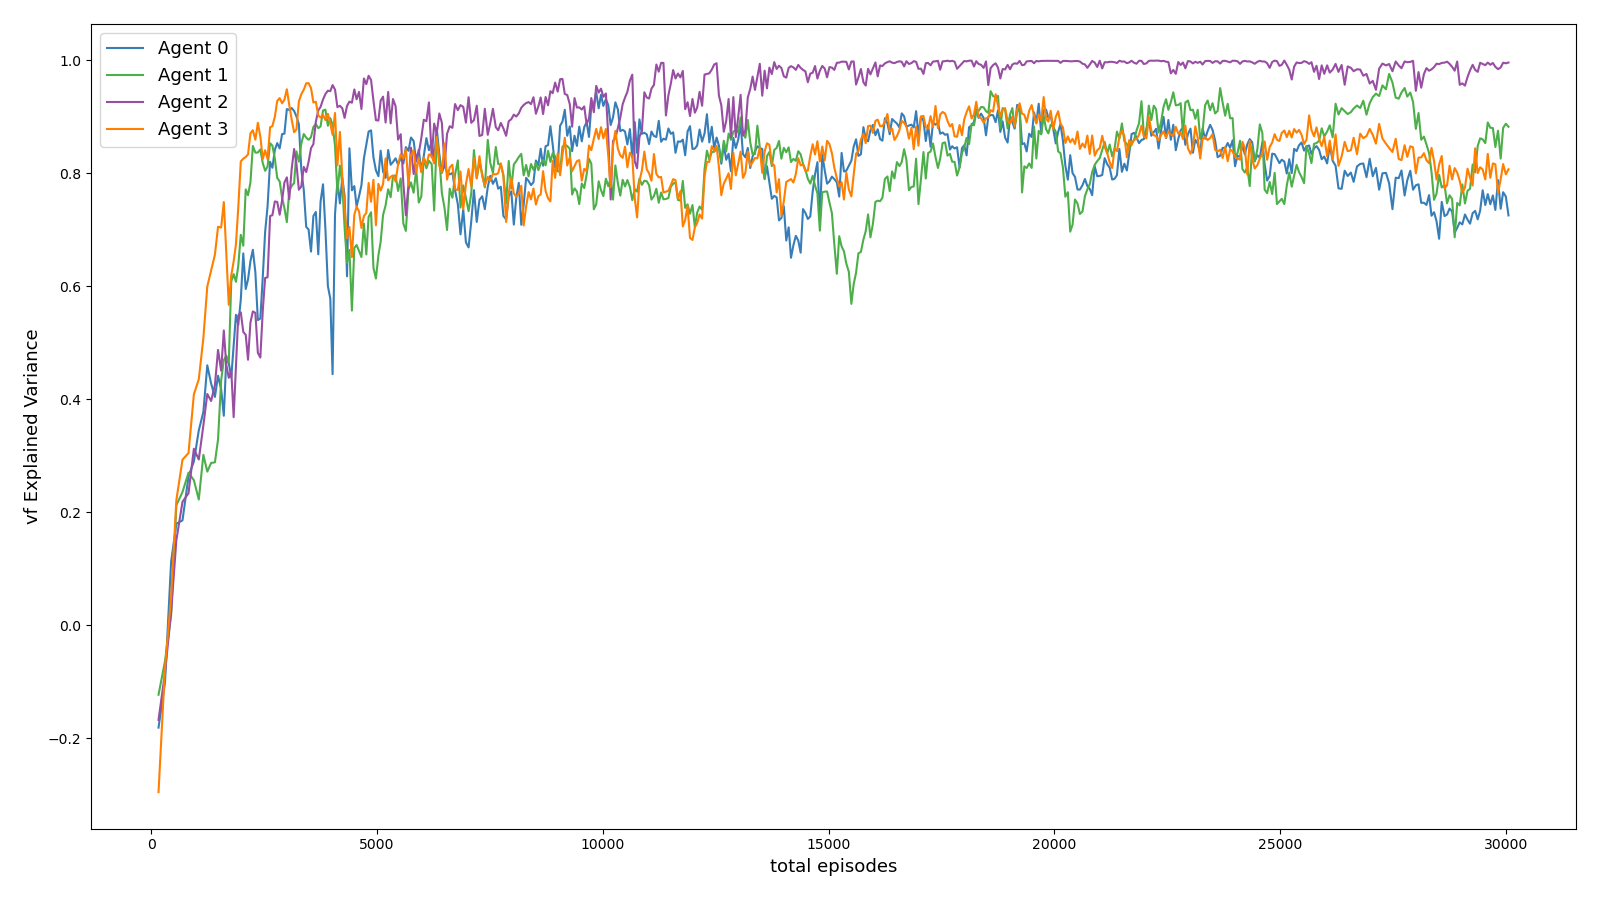 Agent 0
Agent 1
Agent 2
Agent 3
1.0
0.8
0.6
0.4
0.2
0.0
−0.2
vf Explained Variance
0 5000 10000 15000 20000 25000 30000
total episodes